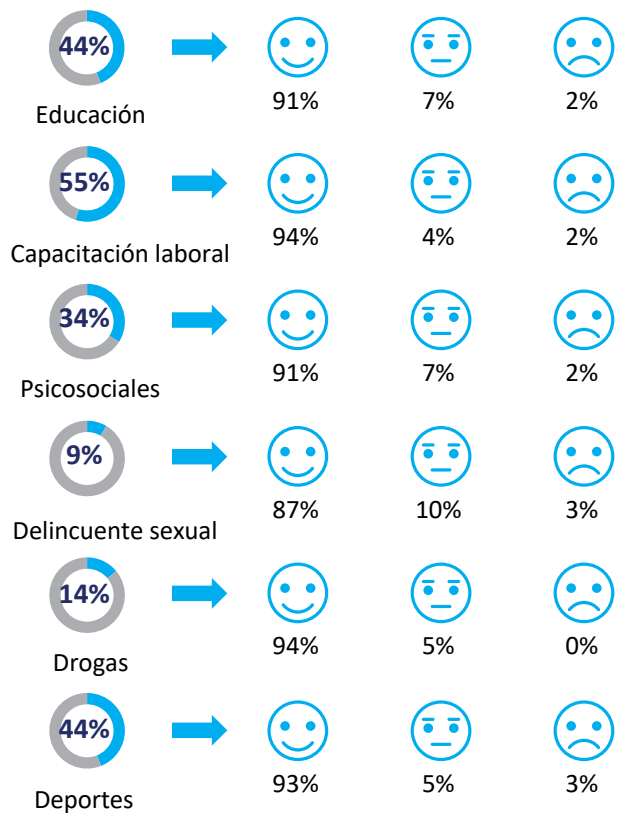 44%
91% 7% 2%
Educación
55%
94% 4% 2%
Capacitación laboral
34%
91% 7% 2%
Psicosociales
9%
87% 10% 3%
Delincuente sexual
14%
94% 5% 0%
Drogas
44%
93% 5% 3%
Deportes